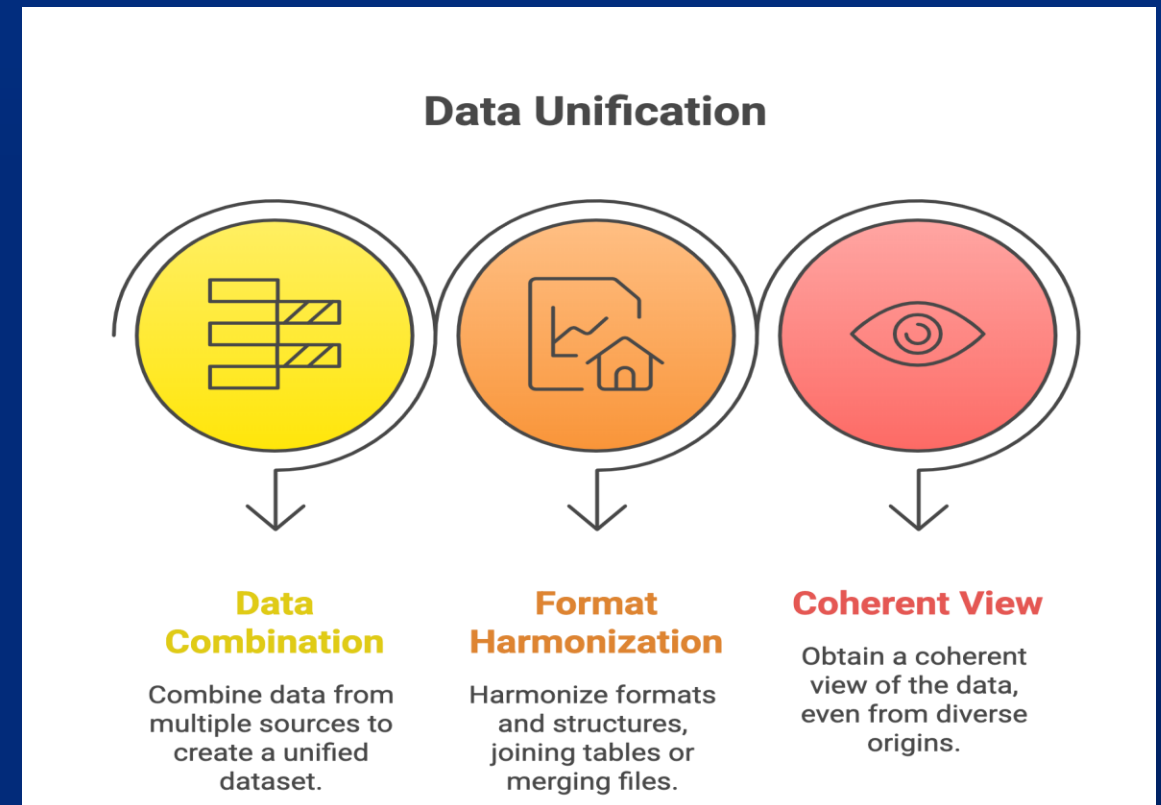 Data Unification
Data
Combination
Combine data from
multiple sources to
create a unified
dataset.
Format
Harmonization
Harmonize formats
and structures,
joining tables or
merging files.
Coherent View
Obtain a coherent
view of the data,
even from diverse
origins.